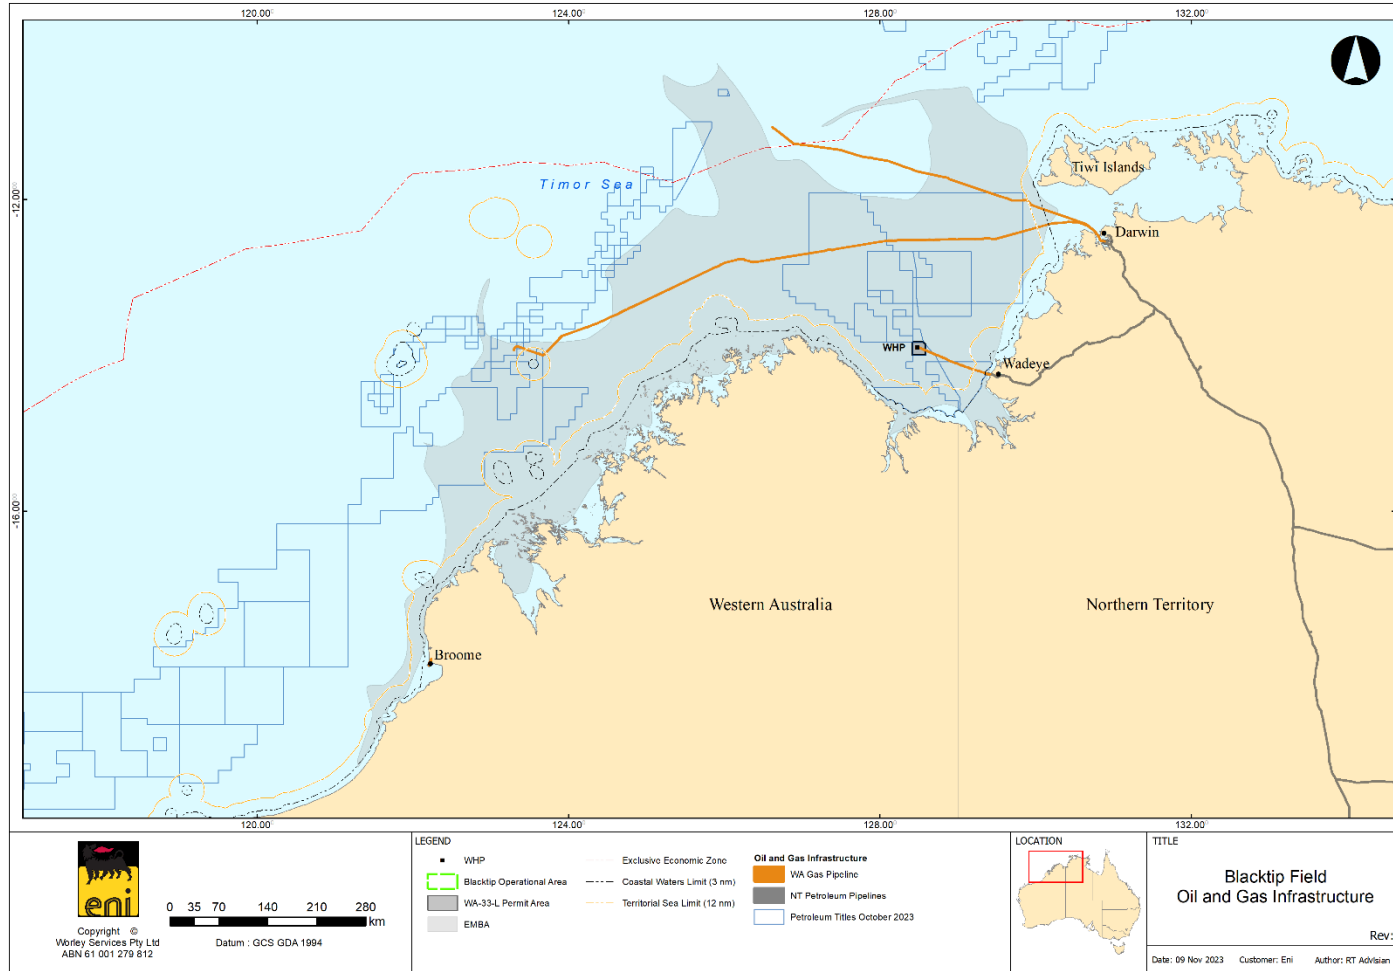 120.00°
124.00°
128.00°
132.00°
-12.00°
-16.00°
Timor Sea
Tiwi Islands
Darwin
WHP
Wadeye
Western Australia
Northern Territory
Broome
120.00°
124.00°
128.00°
132.00°
eni
Copyright ©
Worley Services Pty Ltd
ABN 61 001 279 812
0 35 70 140 210 280
km
Datum : GCS GDA 1994
LEGEND
WHP
Blacktip Operational Area
WA-33-L Permit Area
EMBA
Exclusive Economic Zone
Coastal Waters Limit (3 nm)
Territorial Sea Limit (12 nm)
Oil and Gas Infrastructure
WA Gas Pipeline
NT Petroleum Pipelines
Petroleum Titles October 2023
LOCATION
TITLE
Blacktip Field
Oil and Gas Infrastructure
Rev:
Date: 09 Nov 2023 Customer: Eni Author: RT Advisian